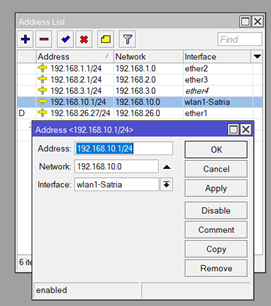 Address List
Find
Address Network Interface
192.168.1.1/24 192.168.1.0 ether2
192.168.2.1/24 192.168.2.0 ether3
192.168.3.1/24 192.168.3.0 ether4
192.168.10.1/24 192.168.10.0 wlan1-Satria
D 192.168.26.27/24 192.168.26.0 ether1
Address <192.168.10.1/24>
Address: 192.168.10.1/24
Network: 192.168.10.0
Interface: wlan1-Satria
OK
Cancel
Apply
Disable
Comment
Copy
Remove
6 ite
enabled